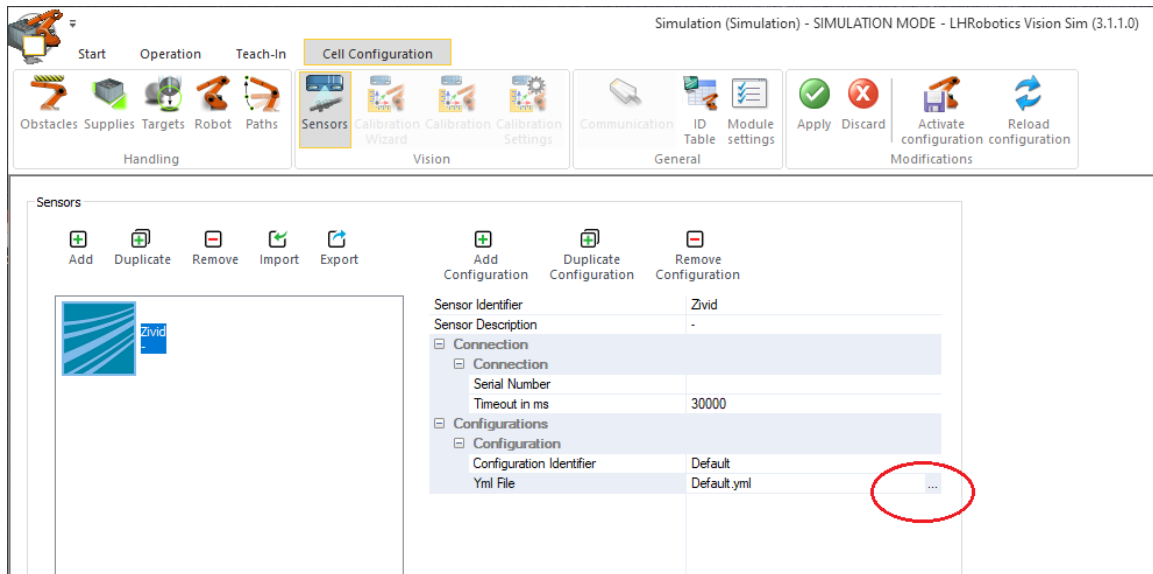 Simulation (Simulation) - SIMULATION MODE - LHRobotics Vision Sim (3.1.1.0)
Start Operation Teach-In Cell Configuration
Obstacles Supplies Targets Robot Paths Sensors Calibration Wizard Calibration Calibration Settings Communication ID Table Module settings Apply Discard Activate configuration Reload configuration
Handling Vision General Modifications
Sensors
Add Duplicate Remove Import Export Add Configuration Duplicate Configuration Remove Configuration
Zivid
-
Sensor Identifier Zivid
Sensor Description -
Connection
Connection
Serial Number
Timeout in ms 30000
Configurations
Configuration
Configuration Identifier Default
Yml File Default.yml ...